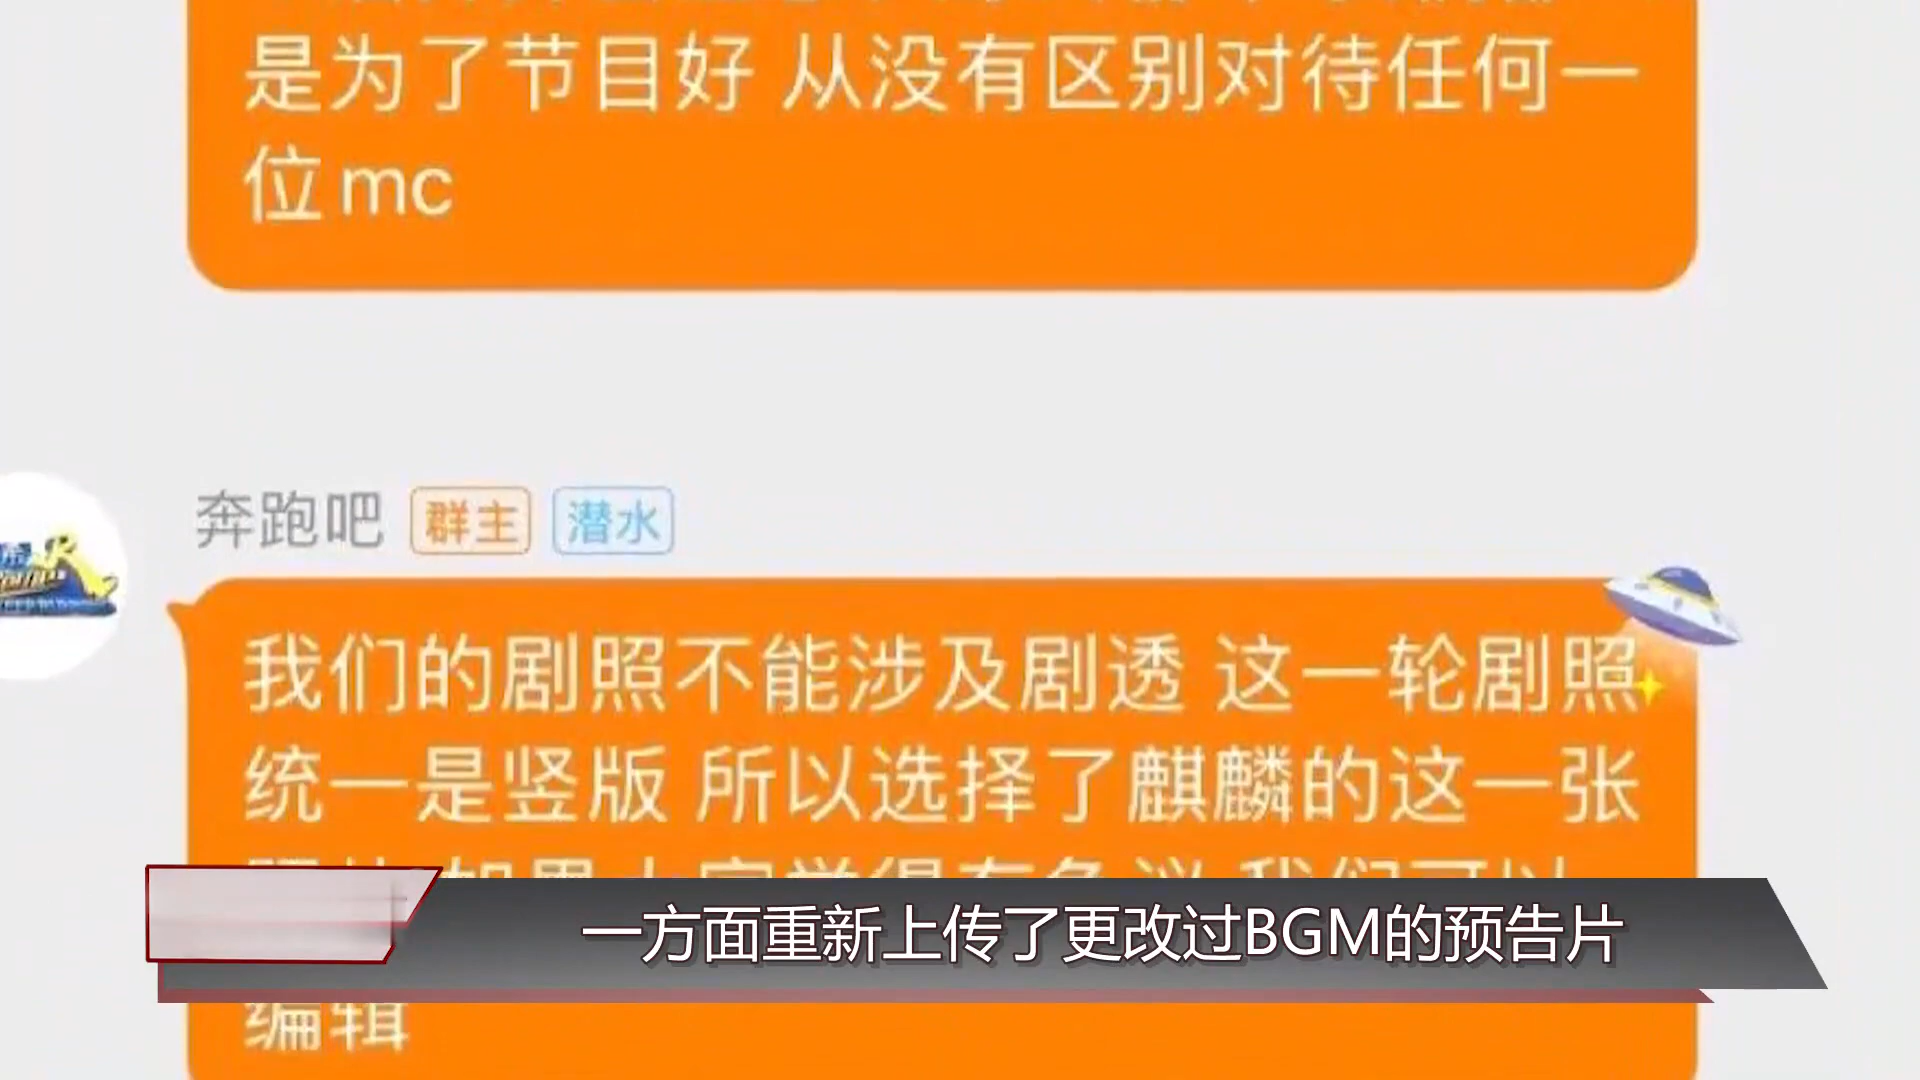 是为了节目好 从没有区别对待任何一
位mc
奔跑吧 群主 潜水
我们的剧照不能涉及剧透 这一轮剧照
统一是竖版 所以选择了麒麟的这一张
一方面重新上传了更改过BGM的预告片
编辑